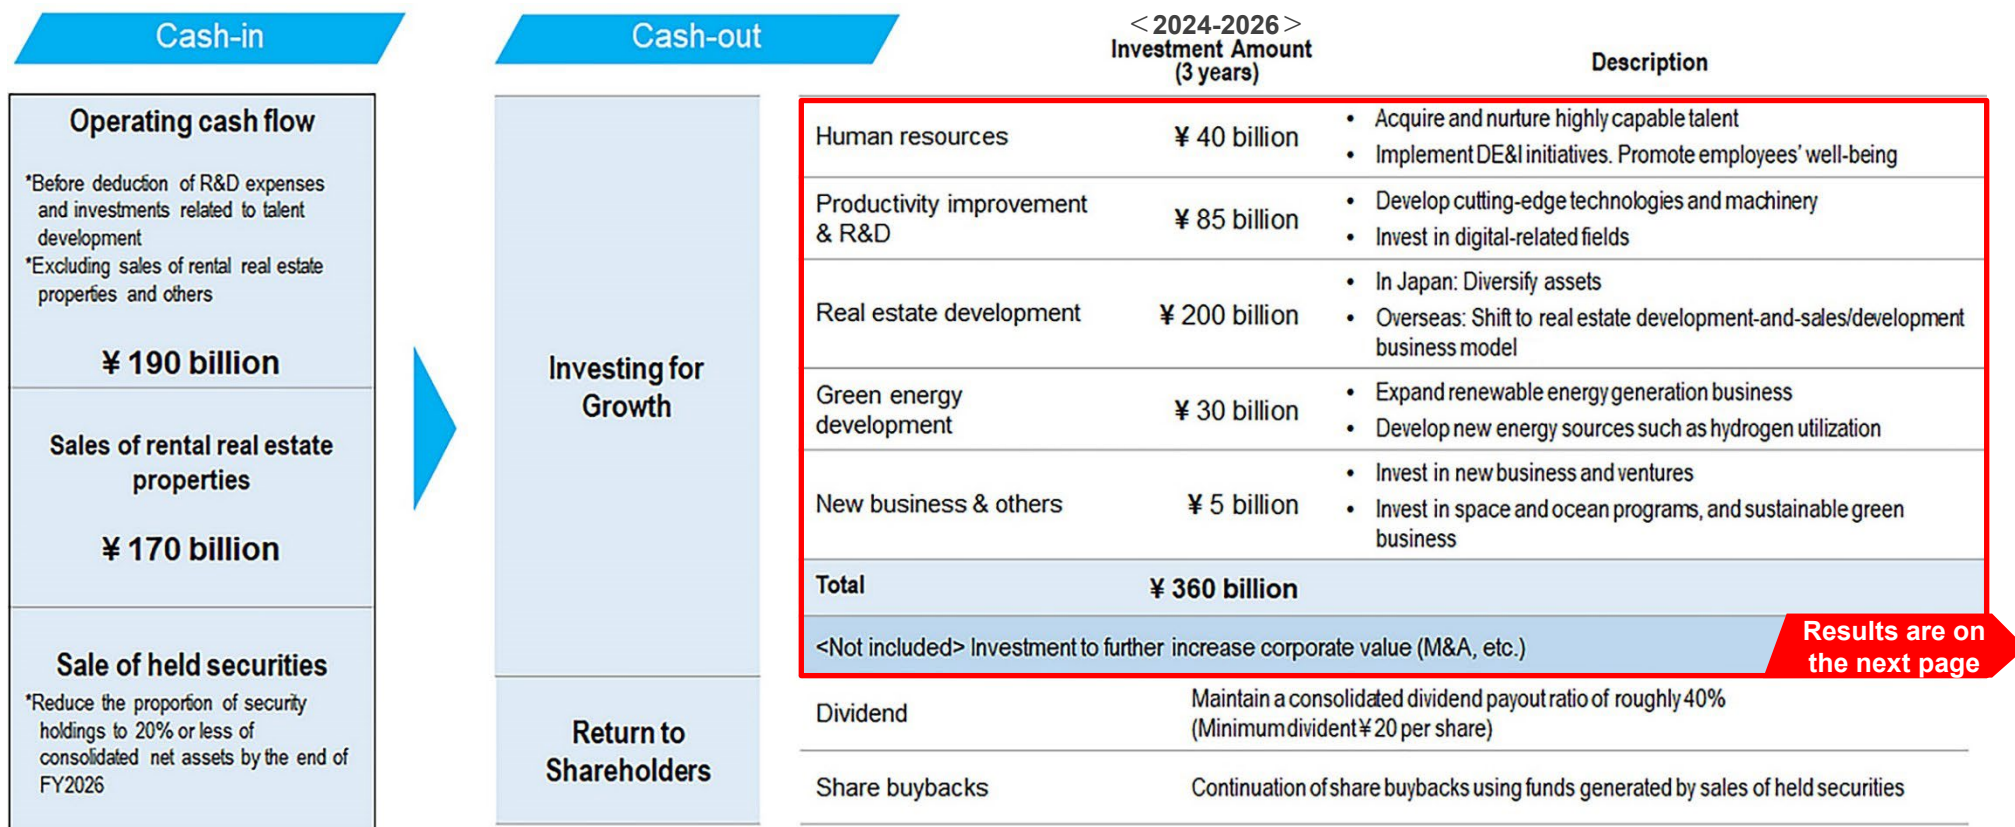 Cash-in
Operating cash flow
*Before deduction of R&D expenses
and investments related to talent
development
*Excluding sales of rental real estate
properties and others
¥ 190 billion
Sales of rental real estate
properties
¥ 170 billion
Sale of held securities
*Reduce the proportion of security
holdings to 20% or less of
consolidated net assets by the end of
FY2026
Cash-out
Investing for
Growth
Return to
Shareholders
＜2024-2026＞
Investment Amount
(3 years)
Description
Human resources
¥ 40 billion
• Acquire and nurture highly capable talent
• Implement DE&I initiatives. Promote employees' well-being
Productivity improvement
& R&D
¥ 85 billion
• Develop cutting-edge technologies and machinery
• Invest in digital-related fields
Real estate development
¥ 200 billion
• In Japan: Diversify assets
• Overseas: Shift to real estate development-and-sales/development
business model
Green energy
development
¥ 30 billion
• Expand renewable energy generation business
• Develop new energy sources such as hydrogen utilization
New business & others
¥ 5 billion
• Invest in new business and ventures
• Invest in space and ocean programs, and sustainable green
business
Total
¥ 360 billion
<Not included> Investment to further increase corporate value (M&A, etc.)
Results are on
the next page
Dividend
Maintain a consolidated dividend payout ratio of roughly 40%
(Minimum divident ¥ 20 per share)
Share buybacks
Continuation of share buybacks using funds generated by sales of held securities